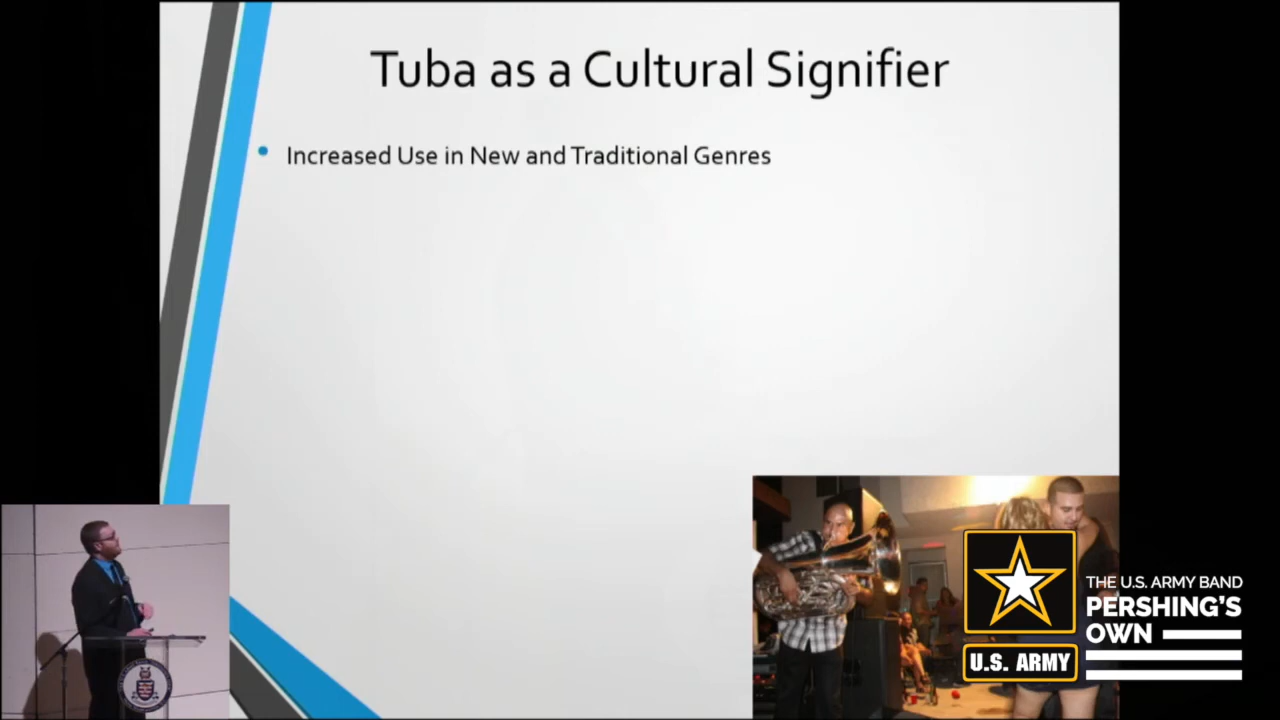 Tuba as a Cultural Signifier
Increased Use in New and Traditional Genres
THE U.S. ARMY BAND
PERSHING'S
OWN
U.S. ARMY